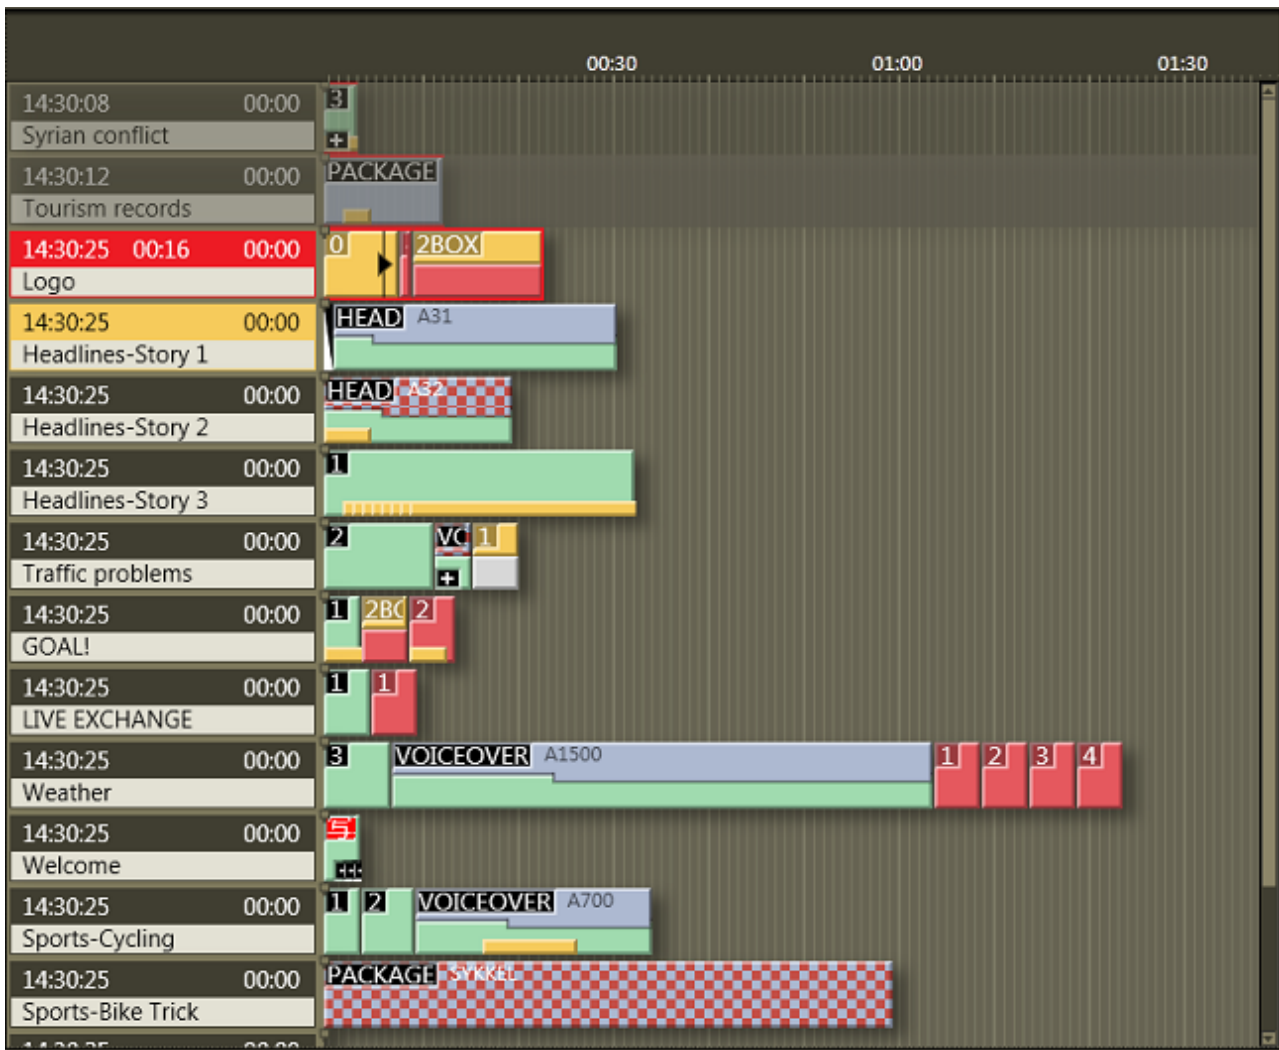 00:30 01:00 01:30
14:30:08 00:00 3
Syrian conflict +
14:30:12 00:00 PACKAGE
Tourism records
14:30:25 00:16 00:00 0 2BOX
Logo
14:30:25 00:00 HEAD A31
Headlines-Story 1
14:30:25 00:00 HEAD A32
Headlines-Story 2
14:30:25 00:00 1
Headlines-Story 3
14:30:25 00:00 2 VO 1
Traffic problems +
14:30:25 00:00 1 2BO 2
GOAL!
14:30:25 00:00 1 1
LIVE EXCHANGE
14:30:25 00:00 3 VOICEOVER A1500 1 2 3 4
Weather
14:30:25 00:00
Welcome
14:30:25 00:00 1 2 VOICEOVER A700
Sports-Cycling
14:30:25 00:00 PACKAGE SYKKEL
Sports-Bike Trick